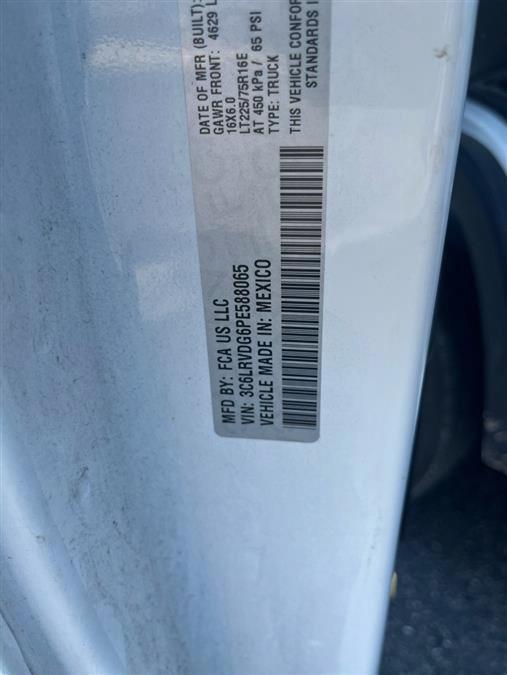 MFD BY: FCA US LLC
VIN: 3C6LRVDG6PE588065
VEHICLE MADE IN: MEXICO
DATE OF MFR (BUILT):
GAWR FRONT: 4629 L
16X6.0
LT225/75R16E
AT 450 kPa / 65 PSI
TYPE: TRUCK
THIS VEHICLE CONFOR
STANDARDS I